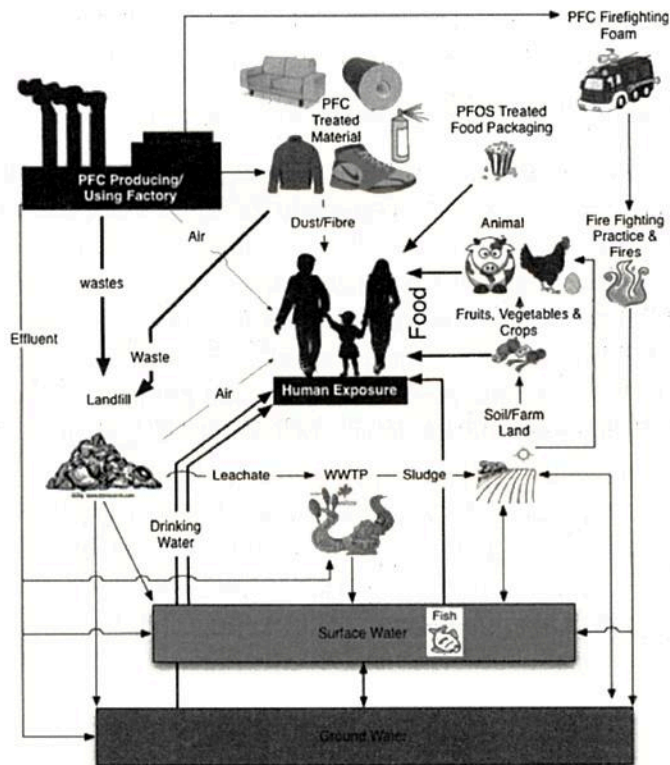 PFC Firefighting
Foam
PFC
Treated
Material
PFOS Treated
Food Packaging
PFC Producing/
Using Factory
Air
Dust/Fibre
Animal
Fire Fighting
Practice &
Fires
wastes
Food
Fruits, Vegetables &
Crops
Effluent
Waste
Landfill
Air
Human Exposure
Soil/Farm
Land
Leachate
WWTP
Sludge
Drinking
Water
Fish
Surface Water
Ground Water